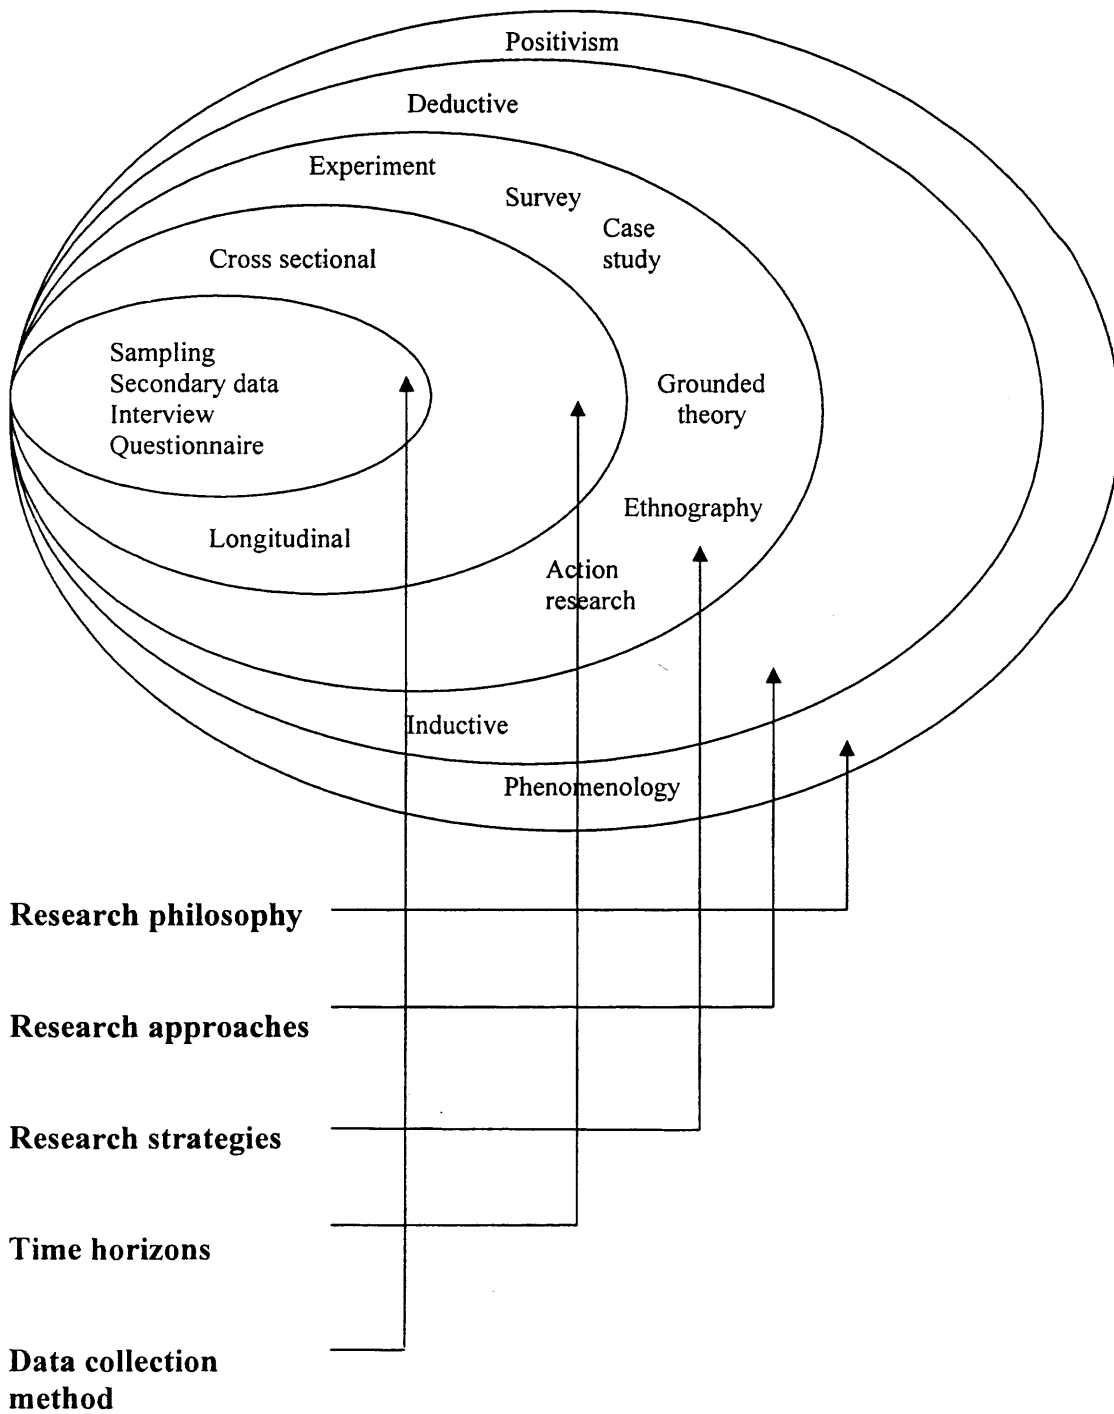 Positivism
Deductive
Experiment
Survey
Case
study
Cross sectional
Sampling
Secondary data
Interview
Questionnaire
Grounded
theory
Ethnography
Longitudinal
Action
research
Inductive
Phenomenology
Research philosophy
Research approaches
Research strategies
Time horizons
Data collection
method